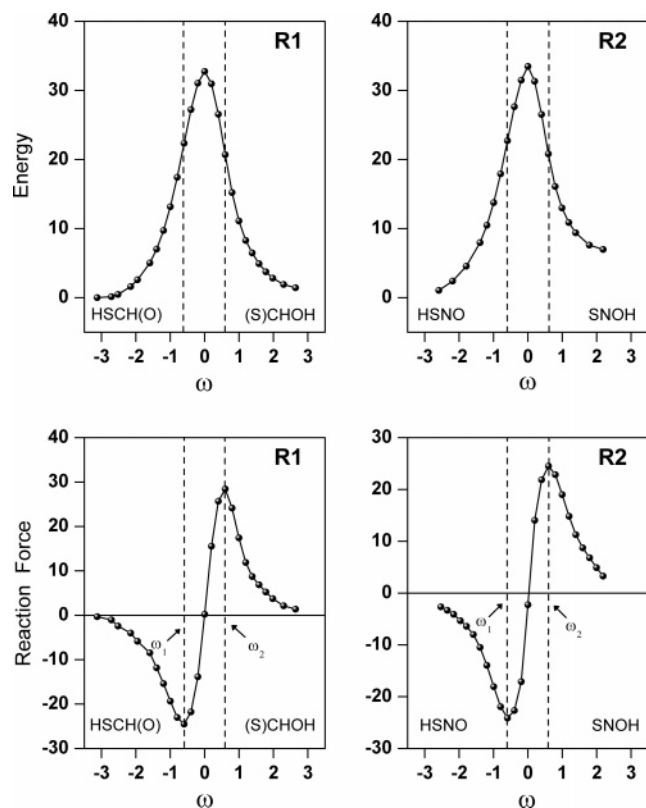 R1
Energy
40
30
20
10
0
HSCH(O) (S)CHOH
-3 -2 -1 0 1 2 3
ω
R2
40
30
20
10
0
HSNO SNOH
-3 -2 -1 0 1 2 3
ω
R1
Reaction Force
40
30
20
10
0
-10
-20
-30
ω1 ω2
HSCH(O) (S)CHOH
-3 -2 -1 0 1 2 3
ω
R2
30
20
10
0
-10
-20
-30
ω1 ω2
HSNO SNOH
-3 -2 -1 0 1 2 3
ω